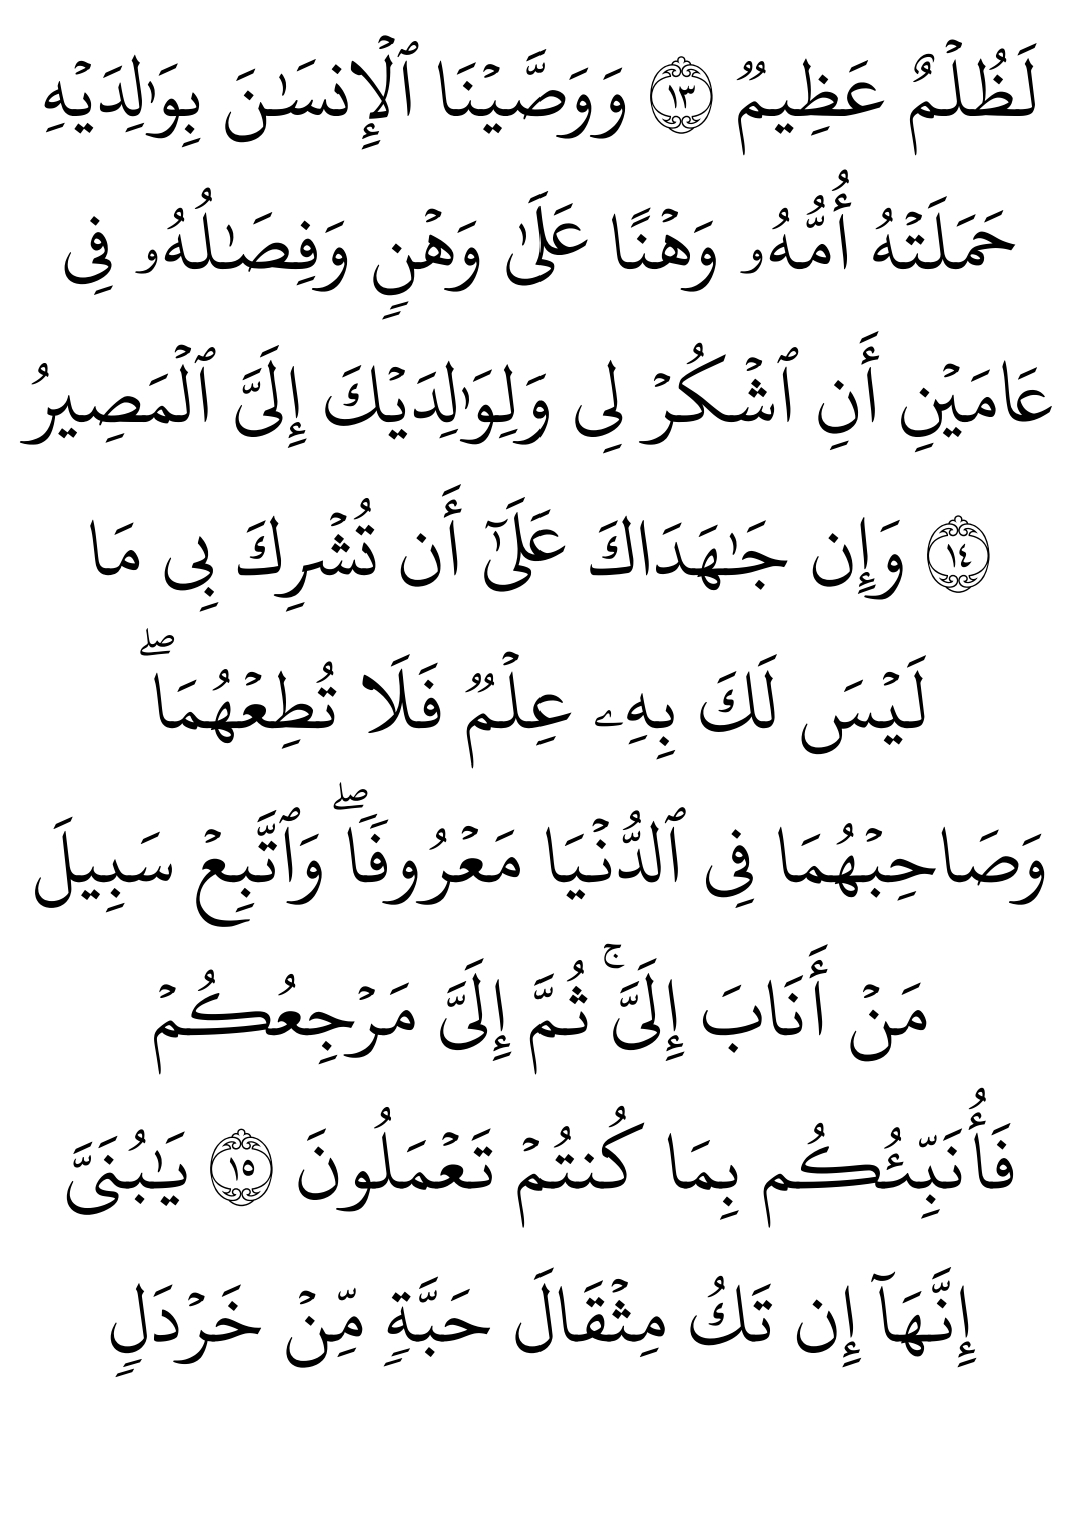 لَظُلۡمٌ عَظِيمٞ ١٣ وَوَصَّيۡنَا ٱلۡإِنسَٰنَ بِوَٰلِدَيۡهِ
حَمَلَتۡهُ أُمُّهُۥ وَهۡنًا عَلَىٰ وَهۡنٖ وَفِصَٰلُهُۥ فِي
عَامَيۡنِ أَنِ ٱشۡكُرۡ لِي وَلِوَٰلِدَيۡكَ إِلَيَّ ٱلۡمَصِيرُ
١٤ وَإِن جَٰهَدَاكَ عَلَىٰٓ أَن تُشۡرِكَ بِي مَا
لَيۡسَ لَكَ بِهِۦ عِلۡمٞ فَلَا تُطِعۡهُمَاۖ
وَصَاحِبۡهُمَا فِي ٱلدُّنۡيَا مَعۡرُوفٗاۖ وَٱتَّبِعۡ سَبِيلَ
مَنۡ أَنَابَ إِلَيَّۚ ثُمَّ إِلَيَّ مَرۡجِعُكُمۡ
فَأُنَبِّئُكُم بِمَا كُنتُمۡ تَعۡمَلُونَ ١٥ يَٰبُنَيَّ
إِنَّهَآ إِن تَكُ مِثۡقَالَ حَبَّةٖ مِّنۡ خَرۡدَلٖ